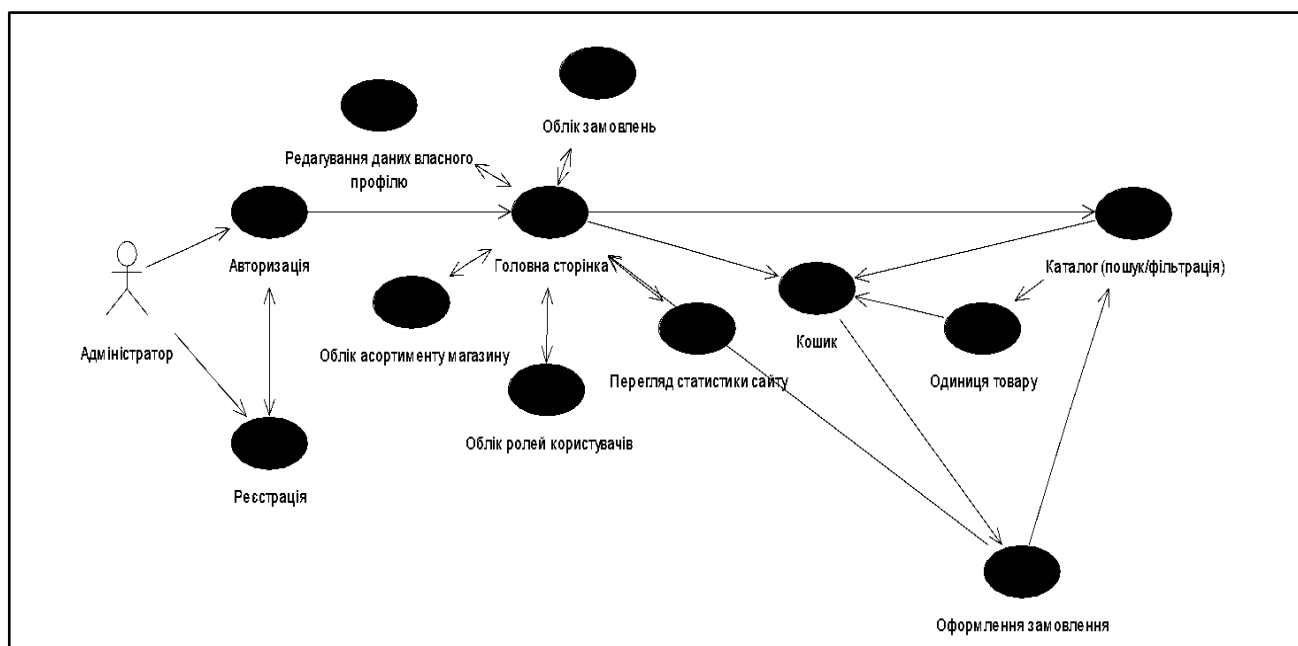 Облік замовлень
Редагування даних власного
профілю
Авторизація
Головна сторінка
Каталог (пошук/фільтрація)
Адміністратор
Облік асортименту магазину
Перегляд статистики сайту
Кошик
Одиниця товару
Облік ролей користувачів
Реєстрація
Оформлення замовлення